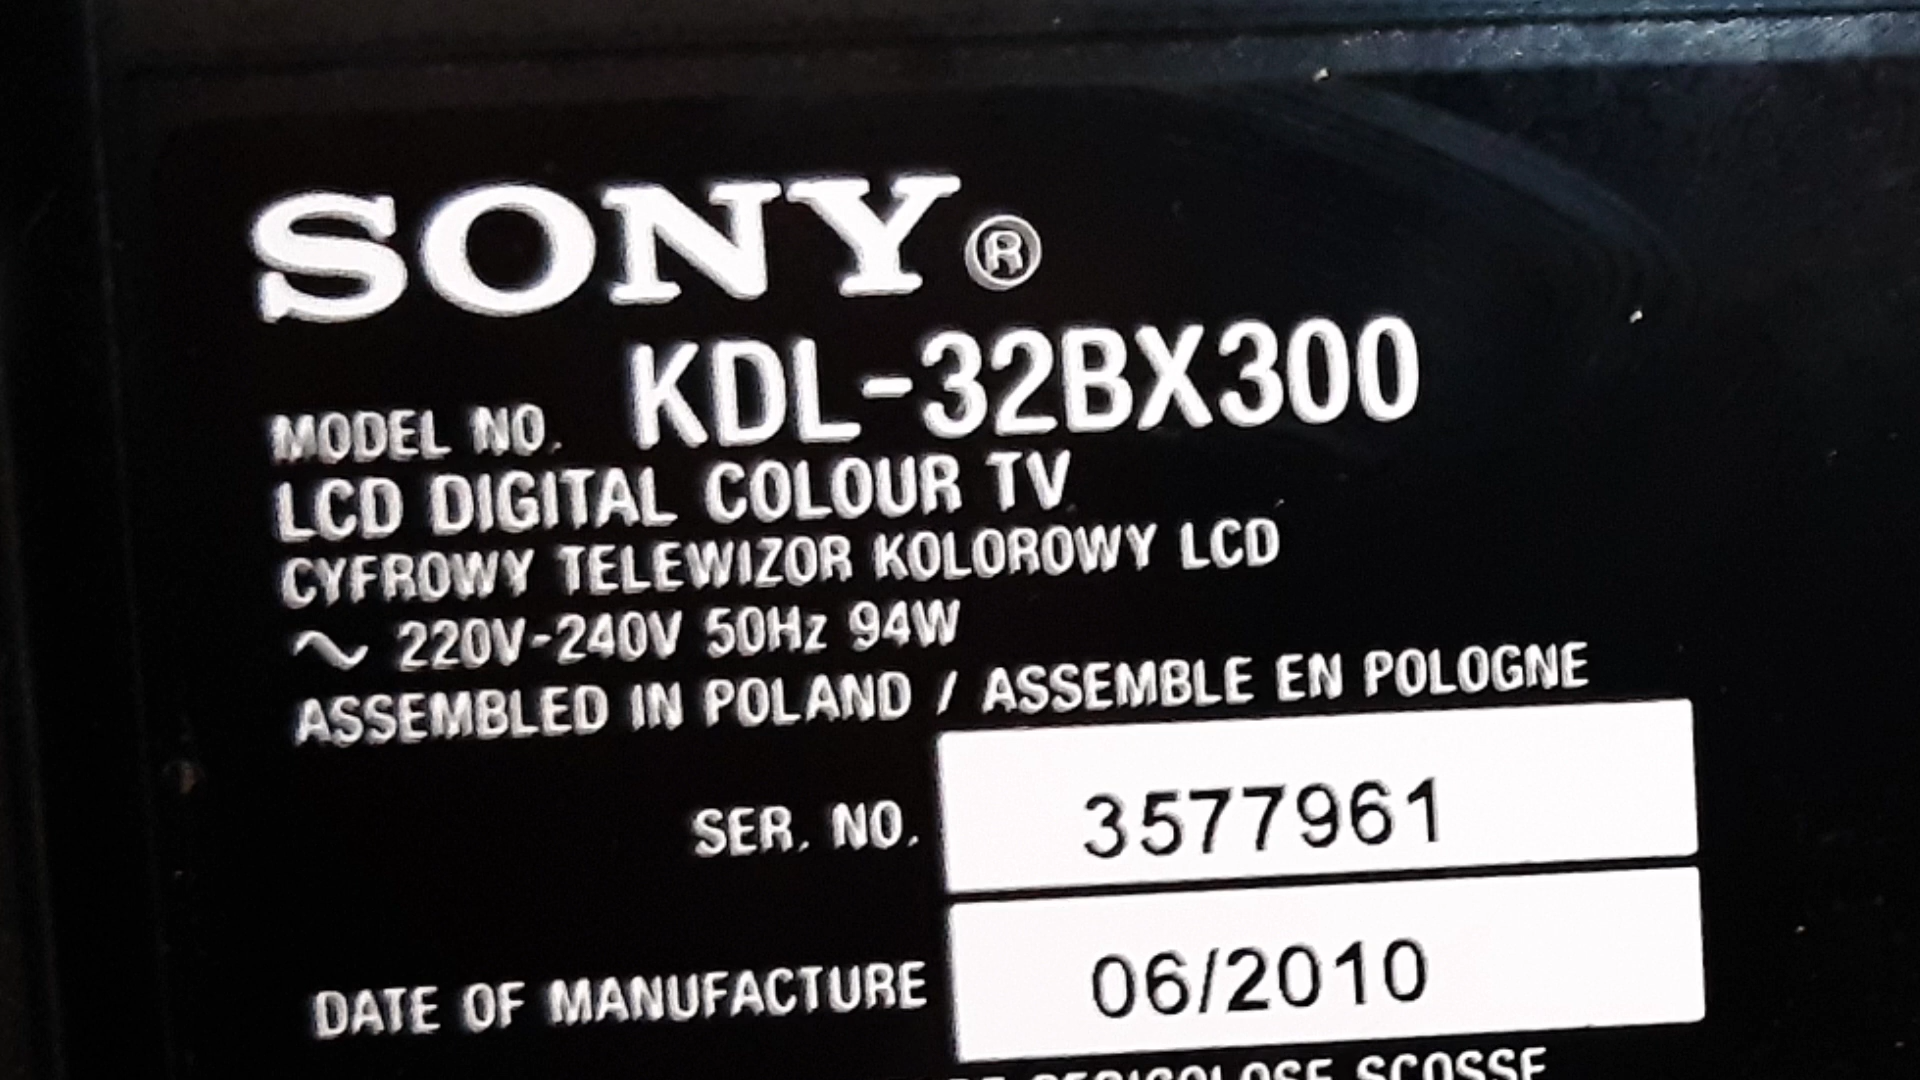 SONY®
MODEL NO. KDL-32BX300
LCD DIGITAL COLOUR TV
CYFROWY TELEWIZOR KOLOROWY LCD
~ 220V-240V 50Hz 94W
ASSEMBLED IN POLAND / ASSEMBLE EN POLOGNE
SER. NO. 3577961
DATE OF MANUFACTURE 06/2010
SCOSSE